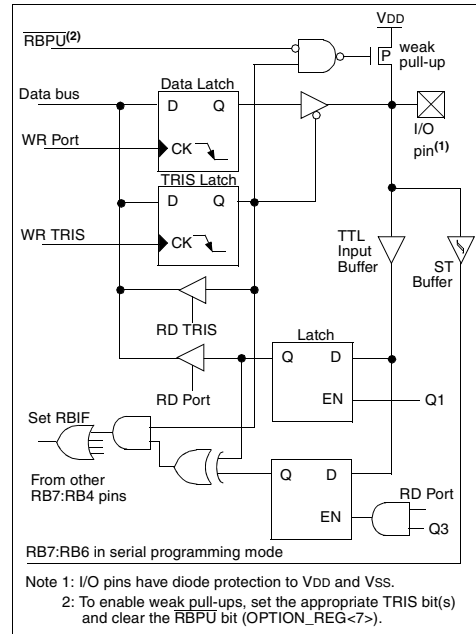 VDD
RBPU(2)
P
weak
pull-up
Data bus
Data Latch
D Q
WR Port
CK
I/O
pin(1)
TRIS Latch
D Q
WR TRIS
CK
TTL
Input
Buffer
ST
Buffer
RD TRIS
Latch
Q D
RD Port
EN
Q1
Set RBIF
From other
RB7:RB4 pins
Q D
RD Port
EN
Q3
RB7:RB6 in serial programming mode
Note 1: I/O pins have diode protection to VDD and VSS.
2: To enable weak pull-ups, set the appropriate TRIS bit(s)
and clear the RBPU bit (OPTION_REG<7>).